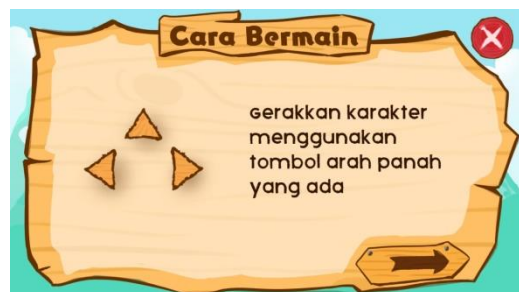 Cara Bermain
Gerakkan karakter
menggunakan
tombol arah panah
yang ada